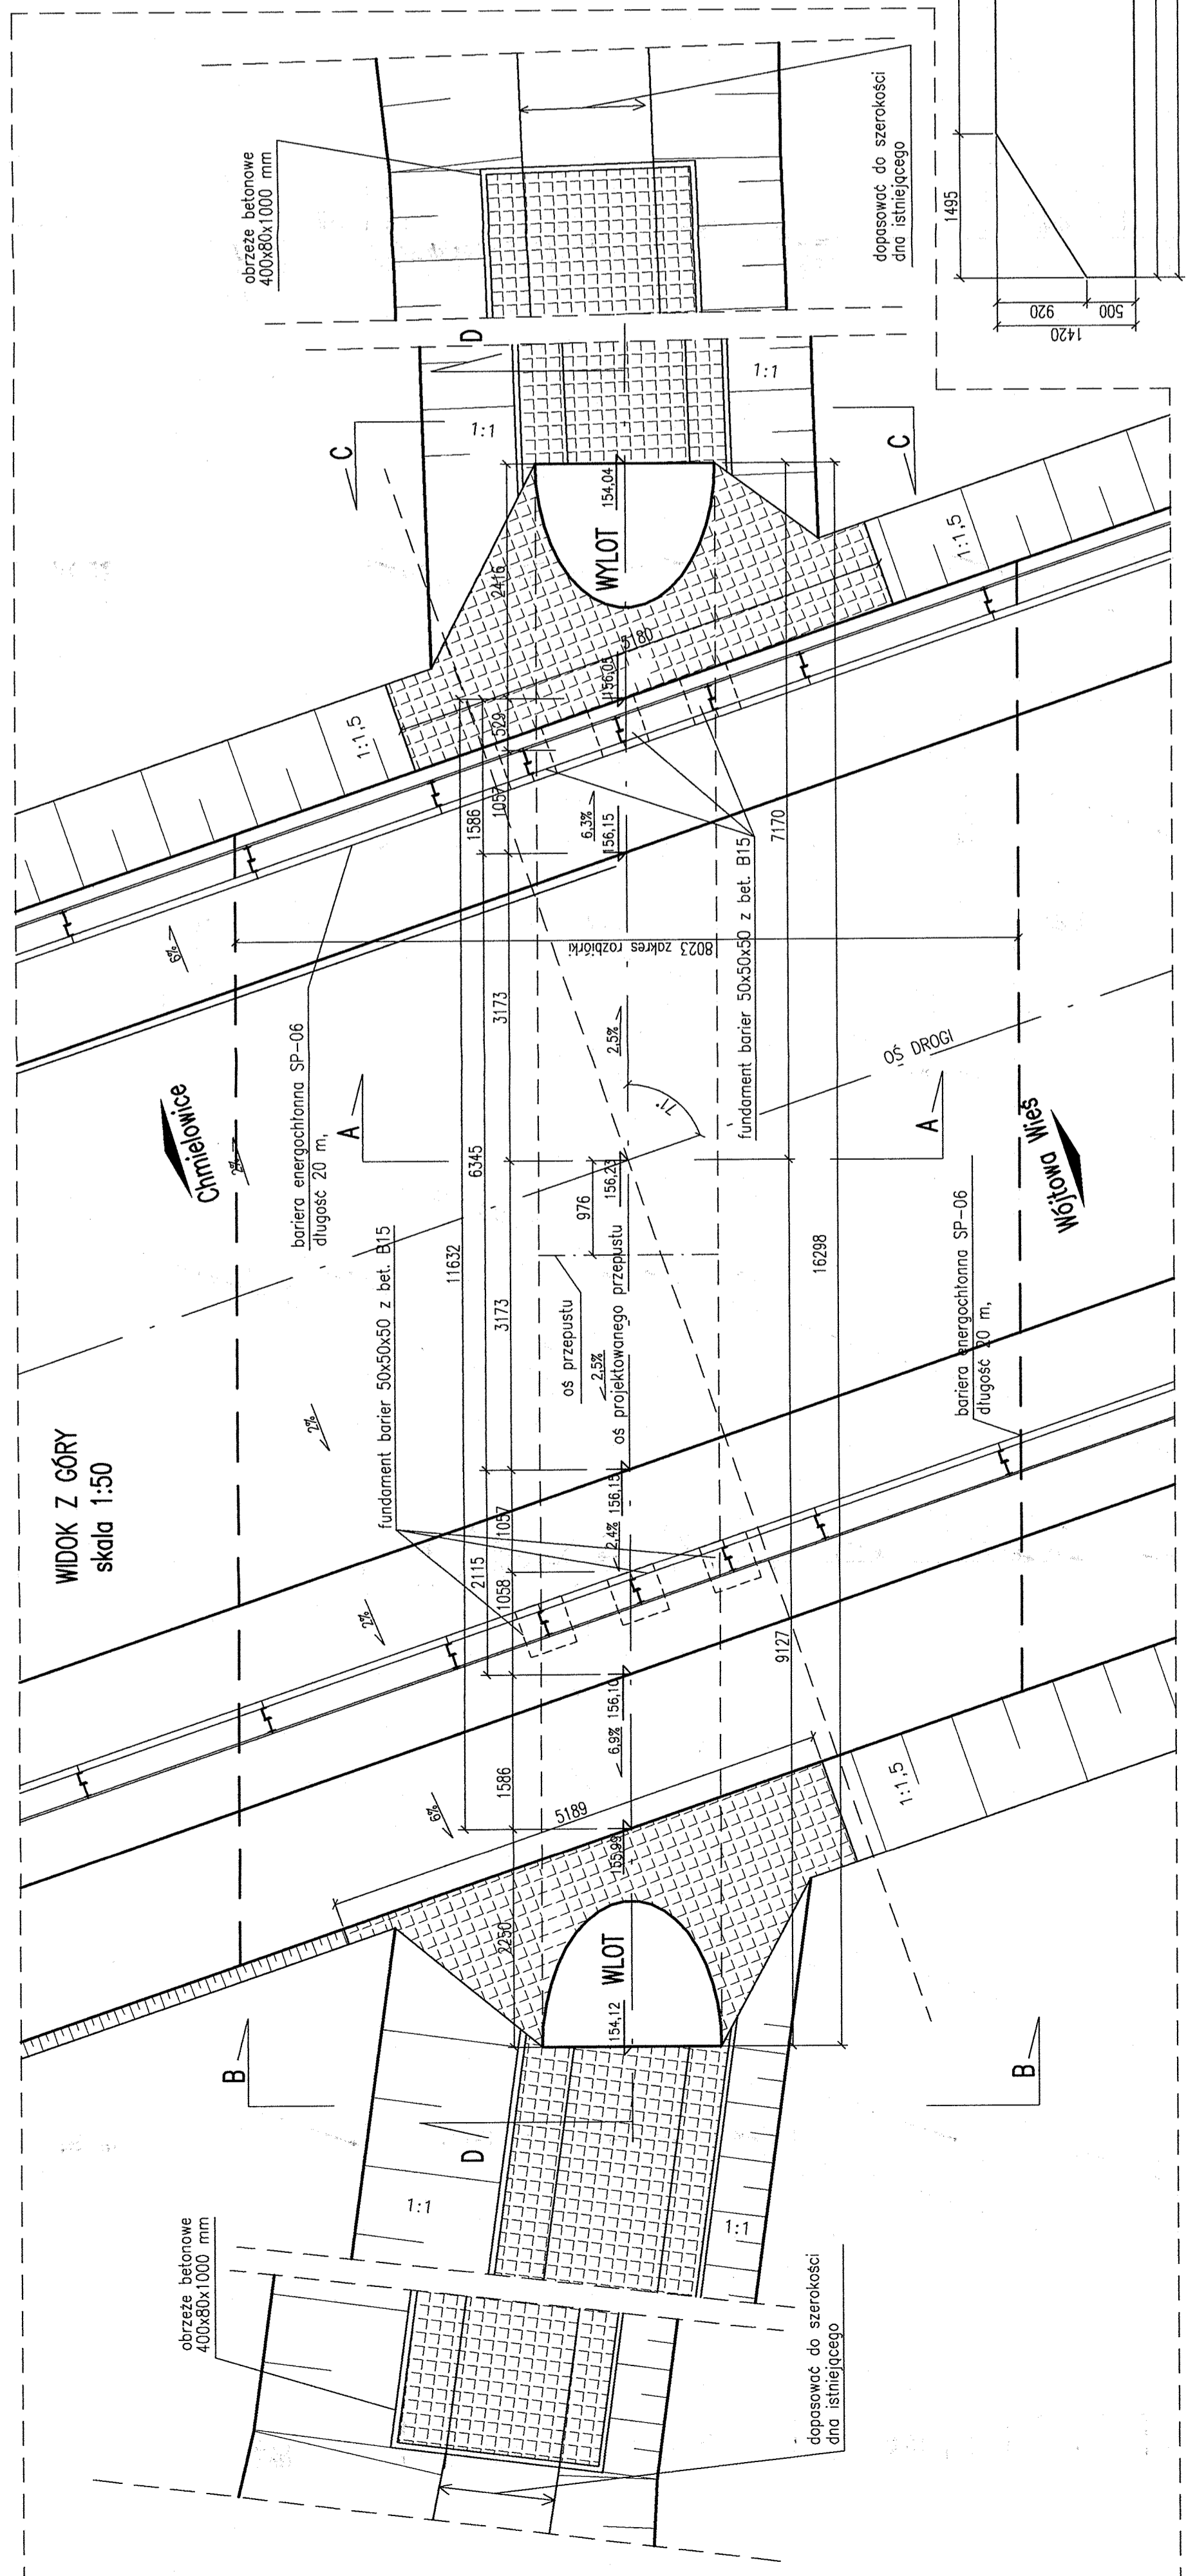 obrzeże betonowe
400x80x1000 mm
dopasować do szerokości
dna istniejącego
1495
920
500
1420
D
1:1
1:1
C
C
154,04
WYLOT
2416
5180
156,05
1:1,5
1:1,5
529
1057
1586
6,3%
156,15
7170
6%
fundament barier 50x50x50 z bet. B15
8023 zakres rozbiórki
3173
2,5%
OŚ DROGI
bariera energochłonna SP-06
długość 20 m,
Chmielowice
2%
A
A
71°
6345
156,23
976
Wójtowa Wieś
11632
16298
fundament barier 50x50x50 z bet. B15
3173
oś przepustu
2,5%
oś projektowanego przepustu
bariera energochłonna SP-06
długość 20 m,
WIDOK Z GÓRY
skala 1:50
2%
156,15
1057
2,4%
2115
1058
2%
9127
156,10
6,9%
1586
6%
5189
155,99
1:1,5
2250
WLOT
154,12
B
B
D
1:1
1:1
obrzeże betonowe
400x80x1000 mm
dopasować do szerokości
dna istniejącego